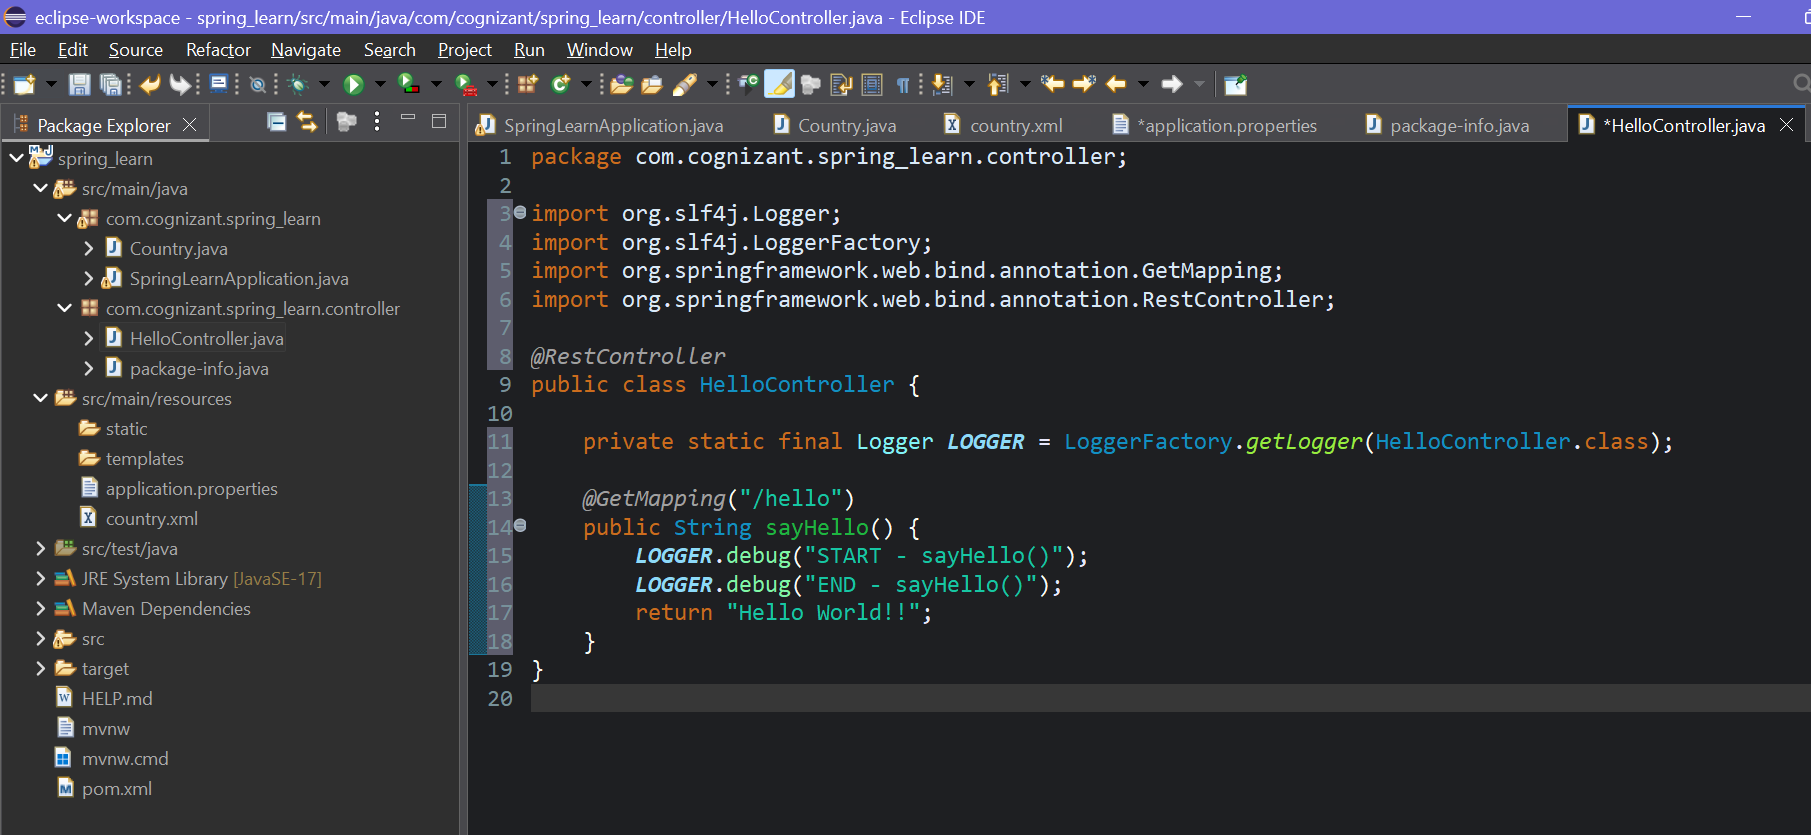 eclipse-workspace - spring_learn/src/main/java/com/cognizant/spring_learn/controller/HelloController.java - Eclipse IDE
File Edit Source Refactor Navigate Search Project Run Window Help
Package Explorer
spring_learn
src/main/java
com.cognizant.spring_learn
Country.java
SpringLearnApplication.java
com.cognizant.spring_learn.controller
HelloController.java
package-info.java
src/main/resources
static
templates
application.properties
country.xml
src/test/java
JRE System Library [JavaSE-17]
Maven Dependencies
src
target
HELP.md
mvnw
mvnw.cmd
pom.xml
SpringLearnApplication.java Country.java country.xml *application.properties package-info.java *HelloController.java
1 package com.cognizant.spring_learn.controller;
2
3 import org.slf4j.Logger;
4 import org.slf4j.LoggerFactory;
5 import org.springframework.web.bind.annotation.GetMapping;
6 import org.springframework.web.bind.annotation.RestController;
7
8 @RestController
9 public class HelloController {
10
11 private static final Logger LOGGER = LoggerFactory.getLogger(HelloController.class);
12
13 @GetMapping("/hello")
14 public String sayHello() {
15 LOGGER.debug("START - sayHello()");
16 LOGGER.debug("END - sayHello()");
17 return "Hello World!!";
18 }
19 }
20